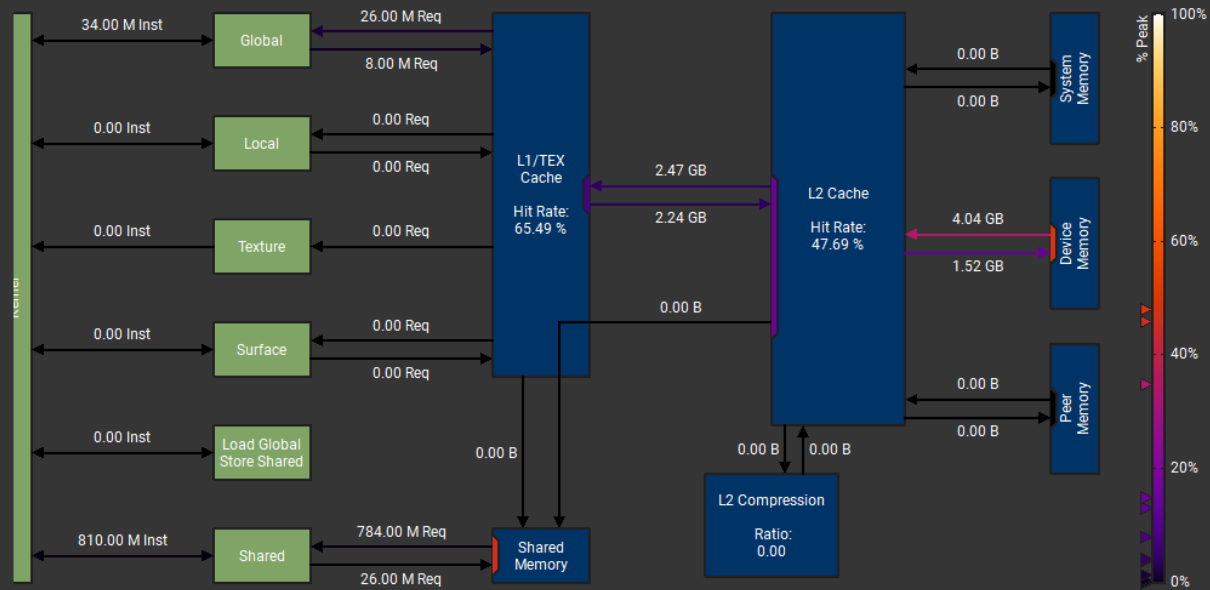 26.00 M Req
34.00 M Inst
Global
8.00 M Req
0.00 Req
0.00 Inst
Local
0.00 Req
0.00 Inst
Texture
0.00 Req
0.00 Req
0.00 Inst
Surface
0.00 Req
0.00 Inst
Load Global
Store Shared
784.00 M Req
810.00 M Inst
Shared
26.00 M Req
Kernel
L1/TEX
Cache
Hit Rate:
65.49 %
2.47 GB
2.24 GB
0.00 B
0.00 B
Shared
Memory
L2 Cache
Hit Rate:
47.69 %
0.00 B
0.00 B
L2 Compression
Ratio:
0.00
0.00 B
0.00 B
System
Memory
4.04 GB
1.52 GB
Device
Memory
0.00 B
0.00 B
Peer
Memory
% Peak
100%
80%
60%
40%
20%
0%